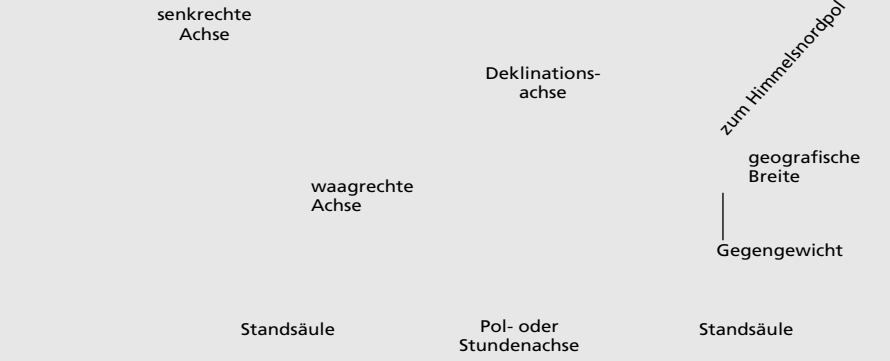 senkrechte
Achse
Deklinations-
achse
zum Himmelsnordpol
geografische
Breite
waagrechte
Achse
Gegengewicht
Standsäule
Pol- oder
Stundenachse
Standsäule